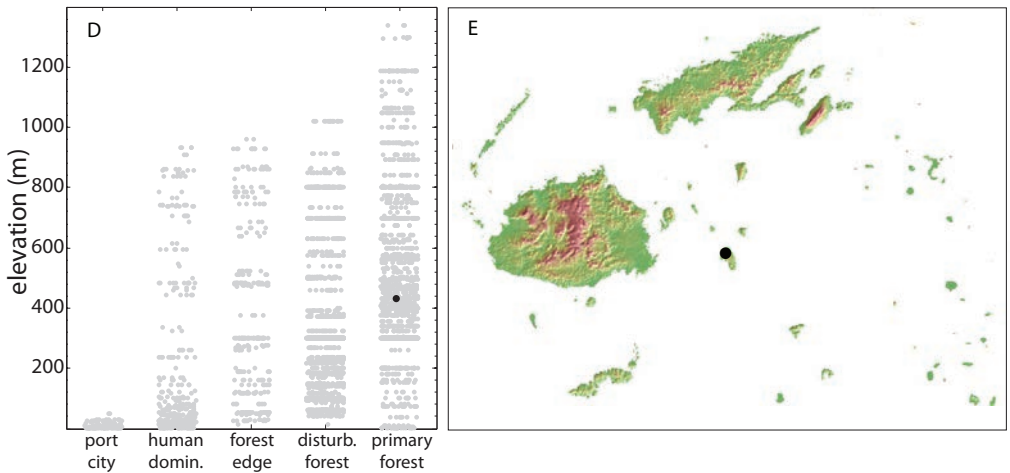 D
E
1200
1000
800
600
400
200
elevation (m)
port city
human domin.
forest edge
disturb. forest
primary forest